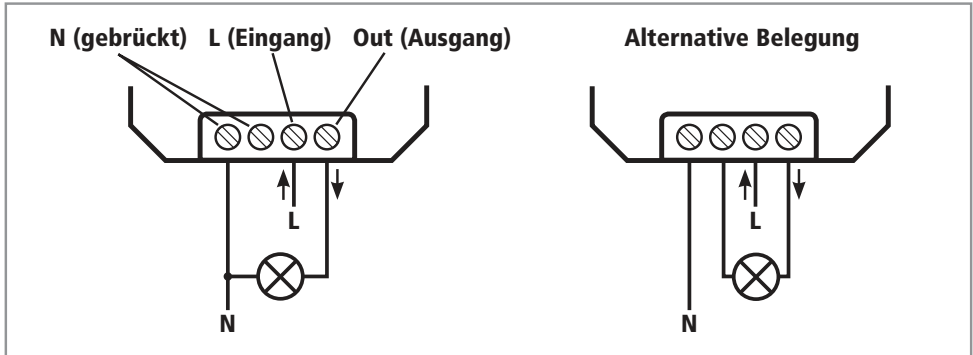 N (gebrückt) L (Eingang) Out (Ausgang)
Alternative Belegung
L
N
L
N